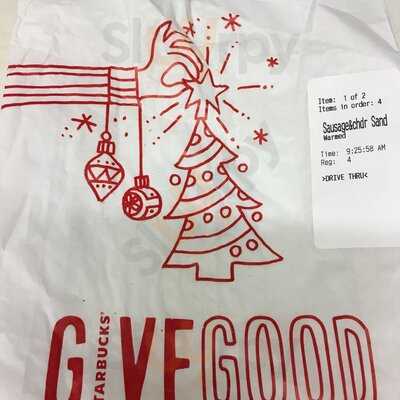 Item: 1 of 2
Items in order: 4
Sausage&chdr Sand
Warmed
Time: 9:25:58 AM
Reg: 4
>DRIVE THRU<
STARBUCKS'
GIVE GOOD